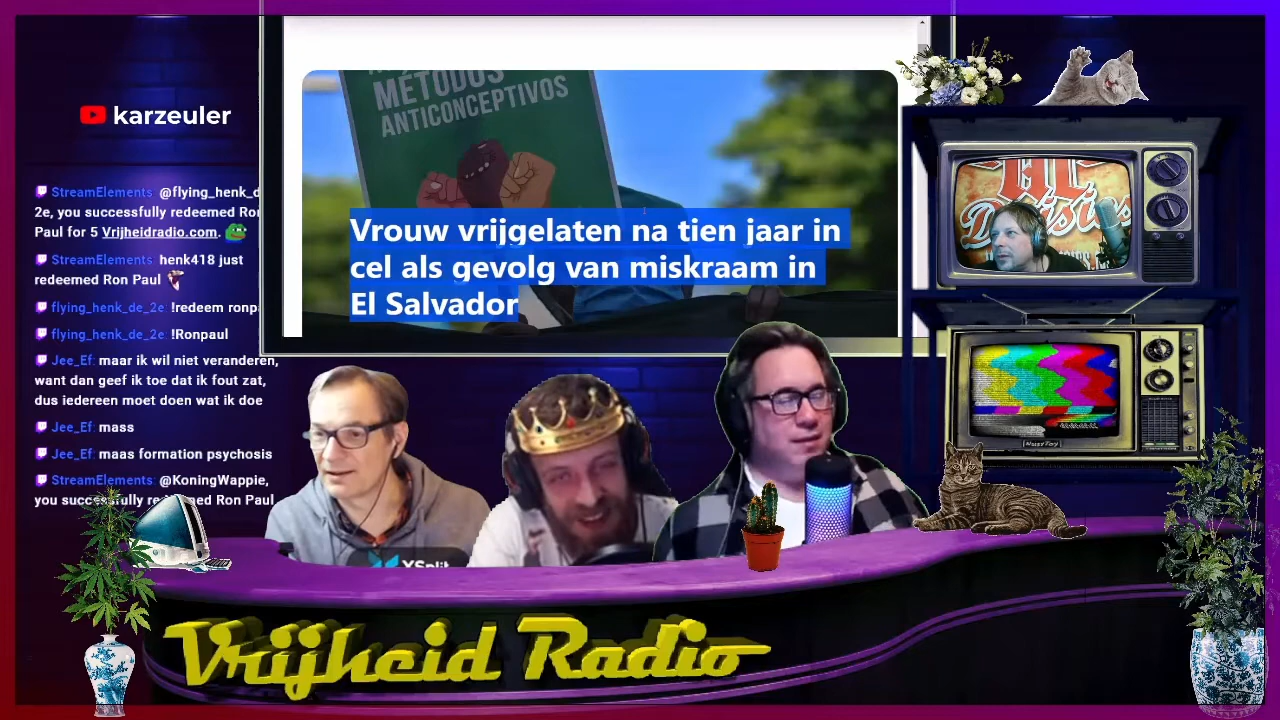 karzeuler
StreamElements: @flying_henk_d
2e, you successfully redeemed Ron
Paul for 5 Vrijheidradio.com.
StreamElements: henk418 just
redeemed Ron Paul
flying_henk_de_2e: !redeem ronp
flying_henk_de_2e: !Ronpaul
Jee_Ef: maar ik wil niet veranderen,
want dan geef ik toe dat ik fout zat,
dus iedereen moet doen wat ik doe
Jee_Ef: mass
Jee_Ef: maas formation psychosis
StreamElements: @KoningWappie,
you successfully redeemed Ron Paul
MÉTODOS
ANTICONCEPTIVOS
Vrouw vrijgelaten na tien jaar in
cel als gevolg van miskraam in
El Salvador
XSplit
Vrijheid Radio